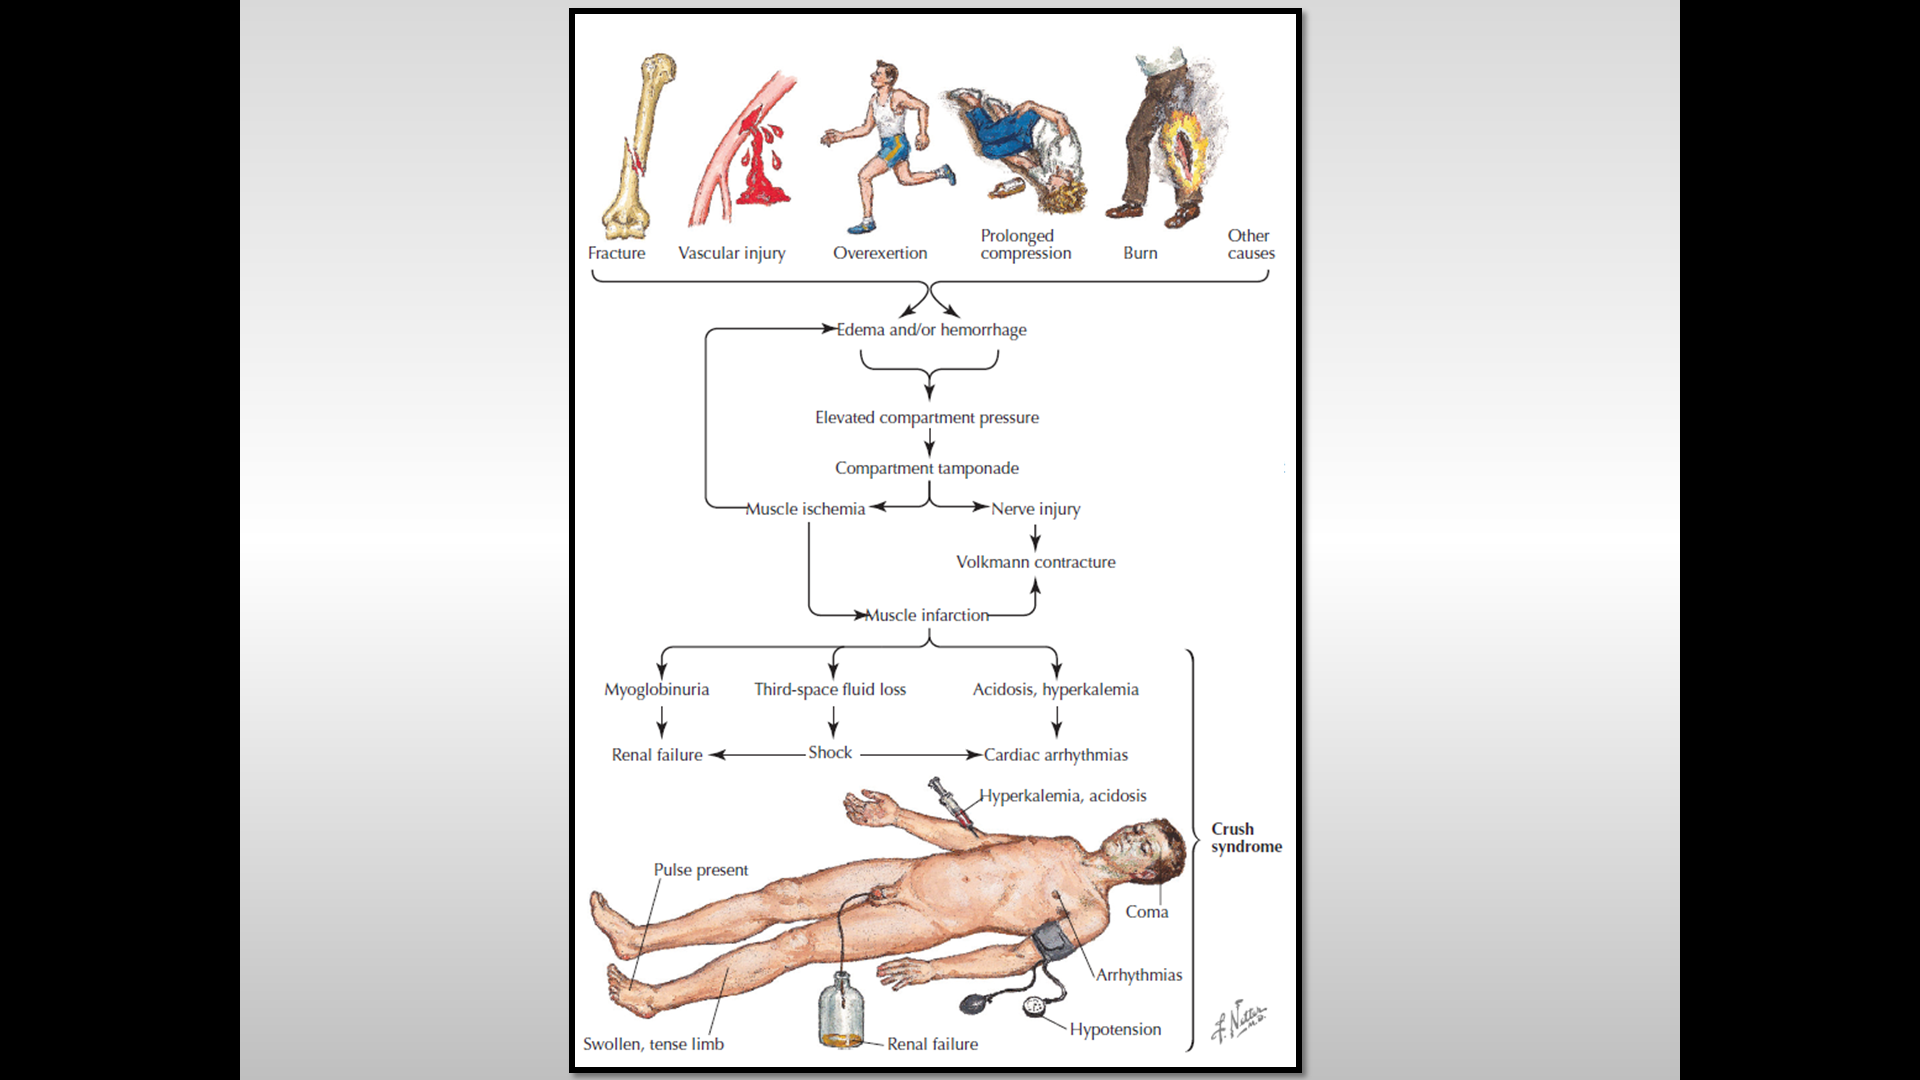 Fracture
Vascular injury
Overexertion
Prolonged
compression
Burn
Other
causes
Edema and/or hemorrhage
Elevated compartment pressure
Compartment tamponade
Muscle ischemia
Nerve injury
Volkmann contracture
Muscle infarction
Myoglobinuria
Third-space fluid loss
Acidosis, hyperkalemia
Renal failure
Shock
Cardiac arrhythmias
Hyperkalemia, acidosis
Crush
syndrome
Pulse present
Coma
Arrhythmias
Hypotension
Swollen, tense limb
Renal failure
F. Netter
M.D.